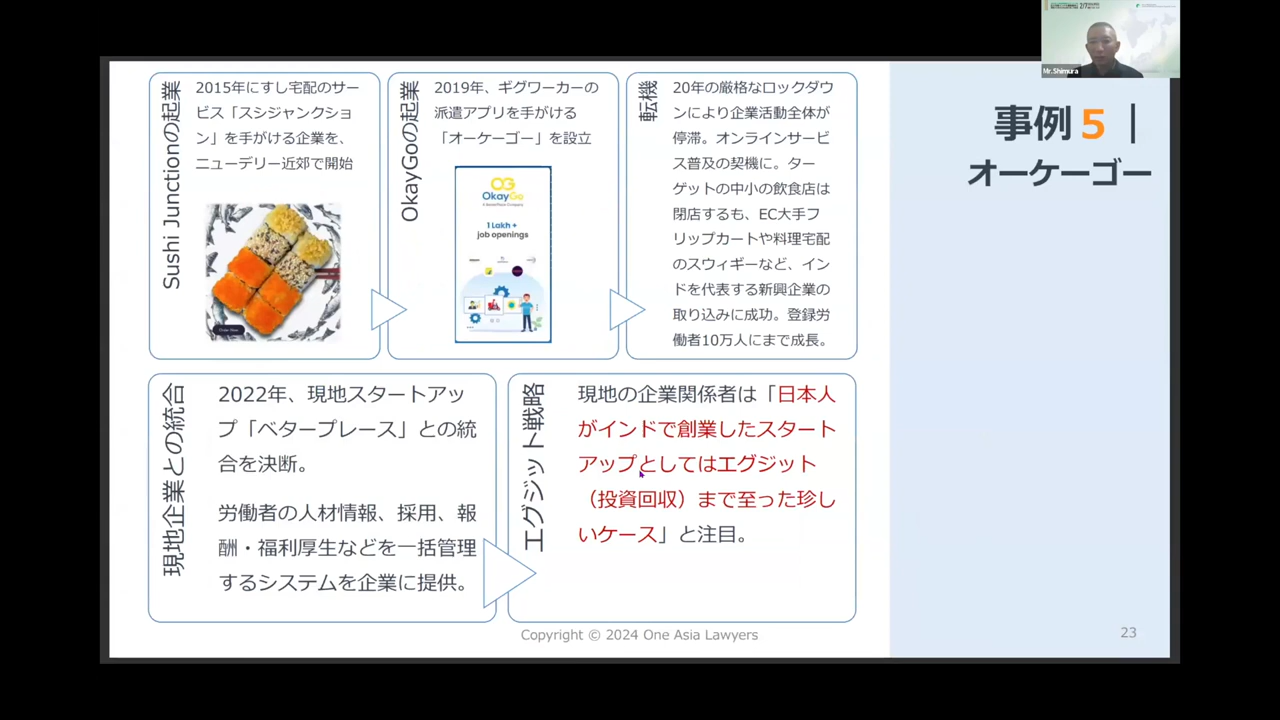 Mr.Shimura
事例5|
オーケーゴー
Sushi Junctionの起業
2015年にすし宅配のサー
ビス「スシジャンクショ
ン」を手がける企業を、
ニューデリー近郊で開始
OkayGoの起業
2019年、ギグワーカーの
派遣アプリを手がける
「オーケーゴー」を設立
OG
OkayGo
1 Lakh +
job openings
転機
20年の厳格なロックダウ
ンにより企業活動全体が
停滞。オンラインサービ
ス普及の契機に。ター
ゲットの中小の飲食店は
閉店するも、EC大手フ
リップカートや料理宅配
のスウィギーなど、イン
ドを代表する新興企業の
取り込みに成功。登録労
働者10万人にまで成長。
現地企業との統合
2022年、現地スタートアッ
プ「ベタープレース」との統
合を決断。
労働者の人材情報、採用、報
酬・福利厚生などを一括管理
するシステムを企業に提供。
エグジット戦略
現地の企業関係者は「日本人
がインドで創業したスタート
アップとしてはエグジット
（投資回収）まで至った珍し
いケース」と注目。
Copyright © 2024 One Asia Lawyers
23